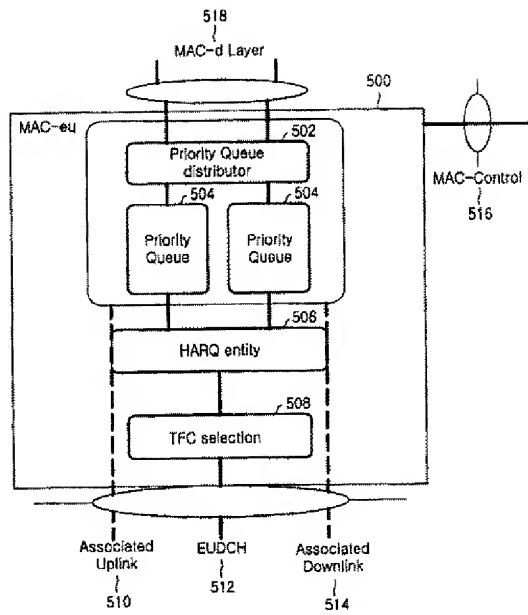 518
MAC-d Layer
500
MAC-eu
502
Priority Queue
distributor
504
504
Priority
Queue
Priority
Queue
MAC-Control
516
506
HARQ entity
508
TFC selection
Associated
Uplink
510
EUDCH
512
Associated
Downlink
514